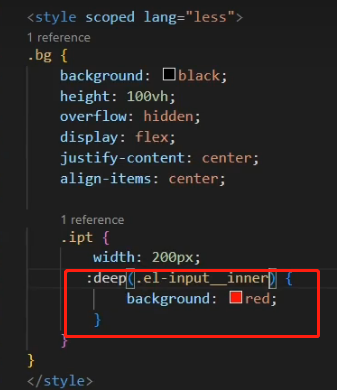 <style scoped lang="less">
1 reference
.bg {
background: black;
height: 100vh;
overflow: hidden;
display: flex;
justify-content: center;
align-items: center;
1 reference
.ipt {
width: 200px;
:deep(.el-input__inner) {
background: red;
}
}
}
</style>